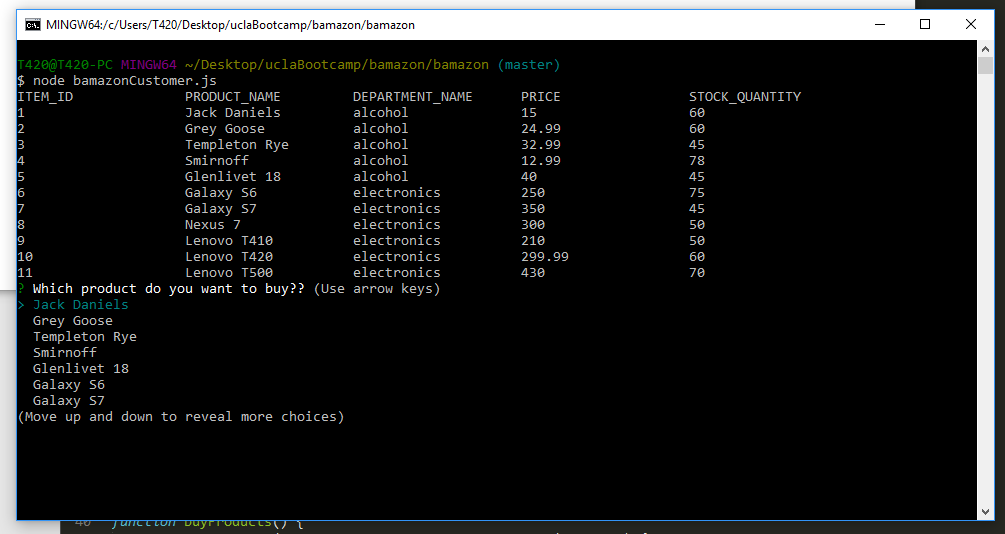 MINGW64:/c/Users/T420/Desktop/uclaBootcamp/bamazon/bamazon
T420@T420-PC MINGW64 ~/Desktop/uclaBootcamp/bamazon/bamazon (master)
$ node bamazonCustomer.js
ITEM_ID PRODUCT_NAME DEPARTMENT_NAME PRICE STOCK_QUANTITY
1 Jack Daniels alcohol 15 60
2 Grey Goose alcohol 24.99 60
3 Templeton Rye alcohol 32.99 45
4 Smirnoff alcohol 12.99 78
5 Glenlivet 18 alcohol 40 45
6 Galaxy S6 electronics 250 75
7 Galaxy S7 electronics 350 45
8 Nexus 7 electronics 300 50
9 Lenovo T410 electronics 210 50
10 Lenovo T420 electronics 299.99 60
11 Lenovo T500 electronics 430 70
? Which product do you want to buy?? (Use arrow keys)
> Jack Daniels
Grey Goose
Templeton Rye
Smirnoff
Glenlivet 18
Galaxy S6
Galaxy S7
(Move up and down to reveal more choices)
40 function buyProducts() {